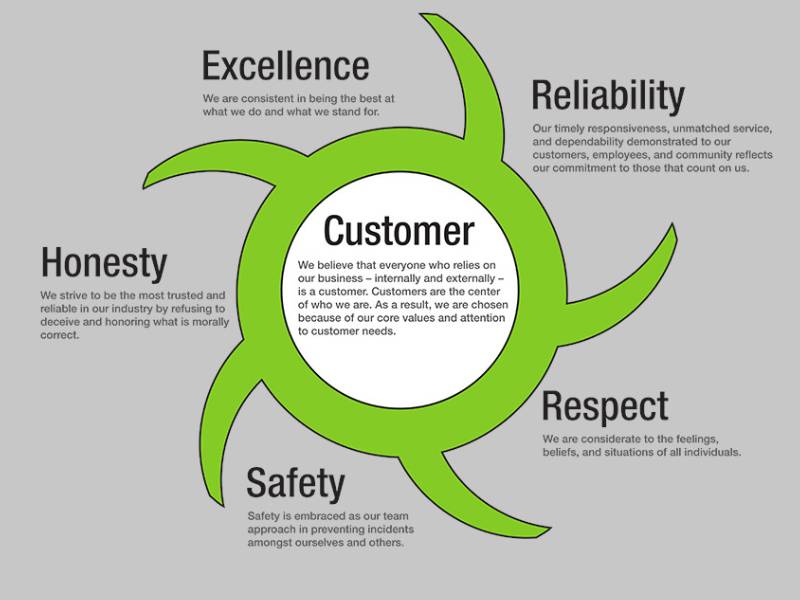 Excellence
We are consistent in being the best at
what we do and what we stand for.
Reliability
Our timely responsiveness, unmatched service,
and dependability demonstrated to our
customers, employees, and community reflects
our commitment to those that count on us.
Customer
We believe that everyone who relies on
our business – internally and externally –
is a customer. Customers are the center
of who we are. As a result, we are chosen
because of our core values and attention
to customer needs.
Honesty
We strive to be the most trusted and
reliable in our industry by refusing to
deceive and honoring what is morally
correct.
Respect
We are considerate to the feelings,
beliefs, and situations of all individuals.
Safety
Safety is embraced as our team
approach in preventing incidents
amongst ourselves and others.